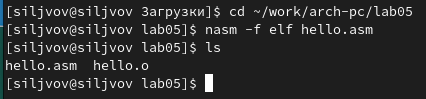 [siljvov@siljvov Загрузки]$ cd ~/work/arch-pc/lab05
[siljvov@siljvov lab05]$ nasm -f elf hello.asm
[siljvov@siljvov lab05]$ ls
hello.asm  hello.o
[siljvov@siljvov lab05]$